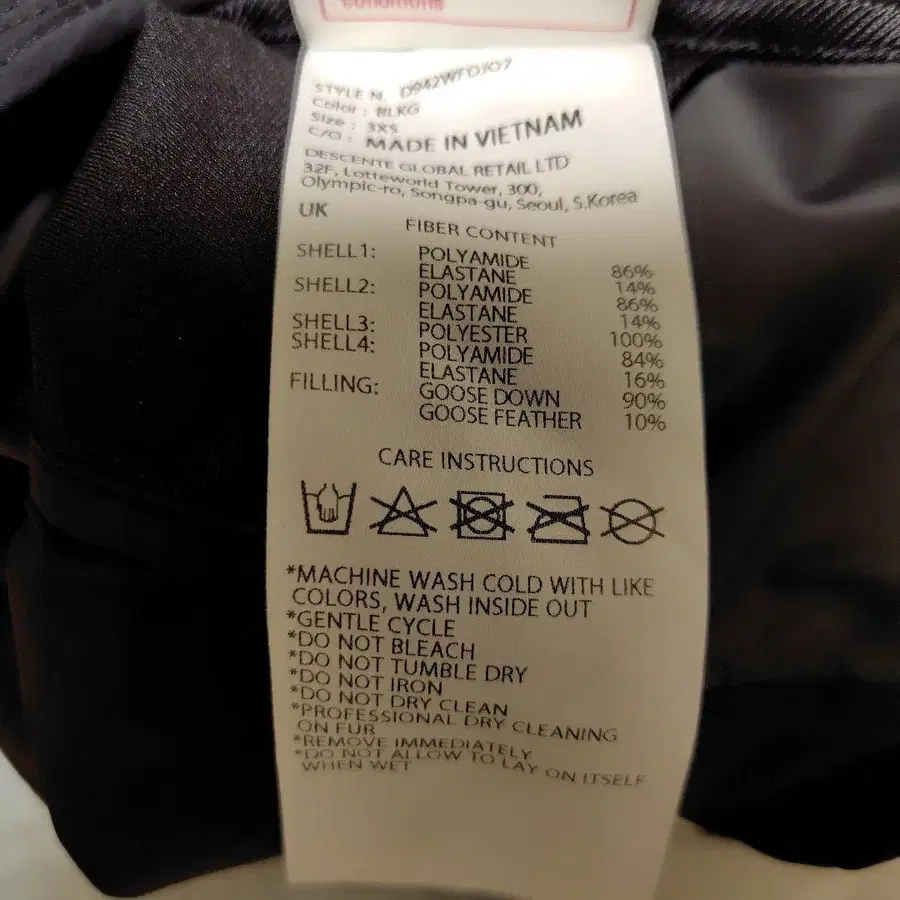 conditions
STYLE N. D942WFDJ07
Color : BLKG
Size : 3XS
C/O : MADE IN VIETNAM
DESCENTE GLOBAL RETAIL LTD
32F, Lotteworld Tower, 300,
Olympic-ro, Songpa-gu, Seoul, S.Korea
UK
FIBER CONTENT
SHELL1: POLYAMIDE 86%
ELASTANE 14%
SHELL2: POLYAMIDE 86%
ELASTANE 14%
SHELL3: POLYESTER 100%
SHELL4: POLYAMIDE 84%
ELASTANE 16%
FILLING: GOOSE DOWN 90%
GOOSE FEATHER 10%
CARE INSTRUCTIONS
*MACHINE WASH COLD WITH LIKE
COLORS, WASH INSIDE OUT
*GENTLE CYCLE
*DO NOT BLEACH
*DO NOT TUMBLE DRY
*DO NOT IRON
*DO NOT DRY CLEAN
*PROFESSIONAL DRY CLEANING
ON FUR
*REMOVE IMMEDIATELY
*DO NOT ALLOW TO LAY ON ITSELF
WHEN WET